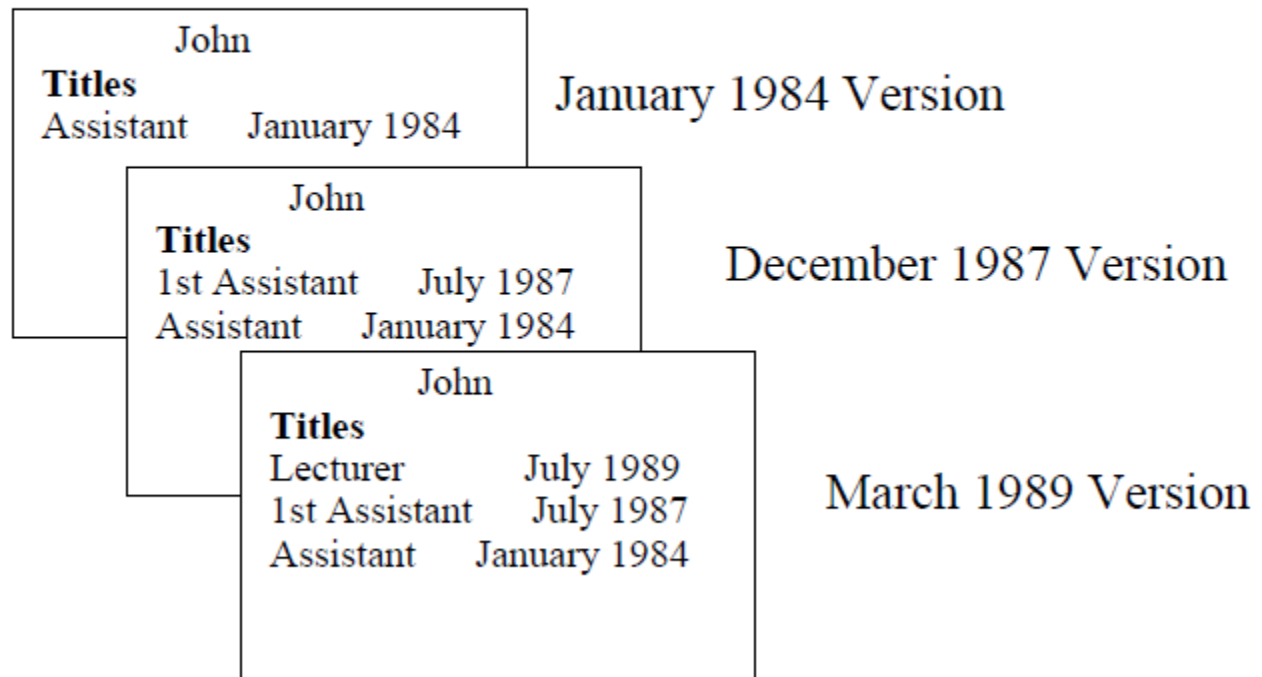 John
Titles
Assistant January 1984
January 1984 Version
John
Titles
1st Assistant July 1987
Assistant January 1984
December 1987 Version
John
Titles
Lecturer July 1989
1st Assistant July 1987
Assistant January 1984
March 1989 Version